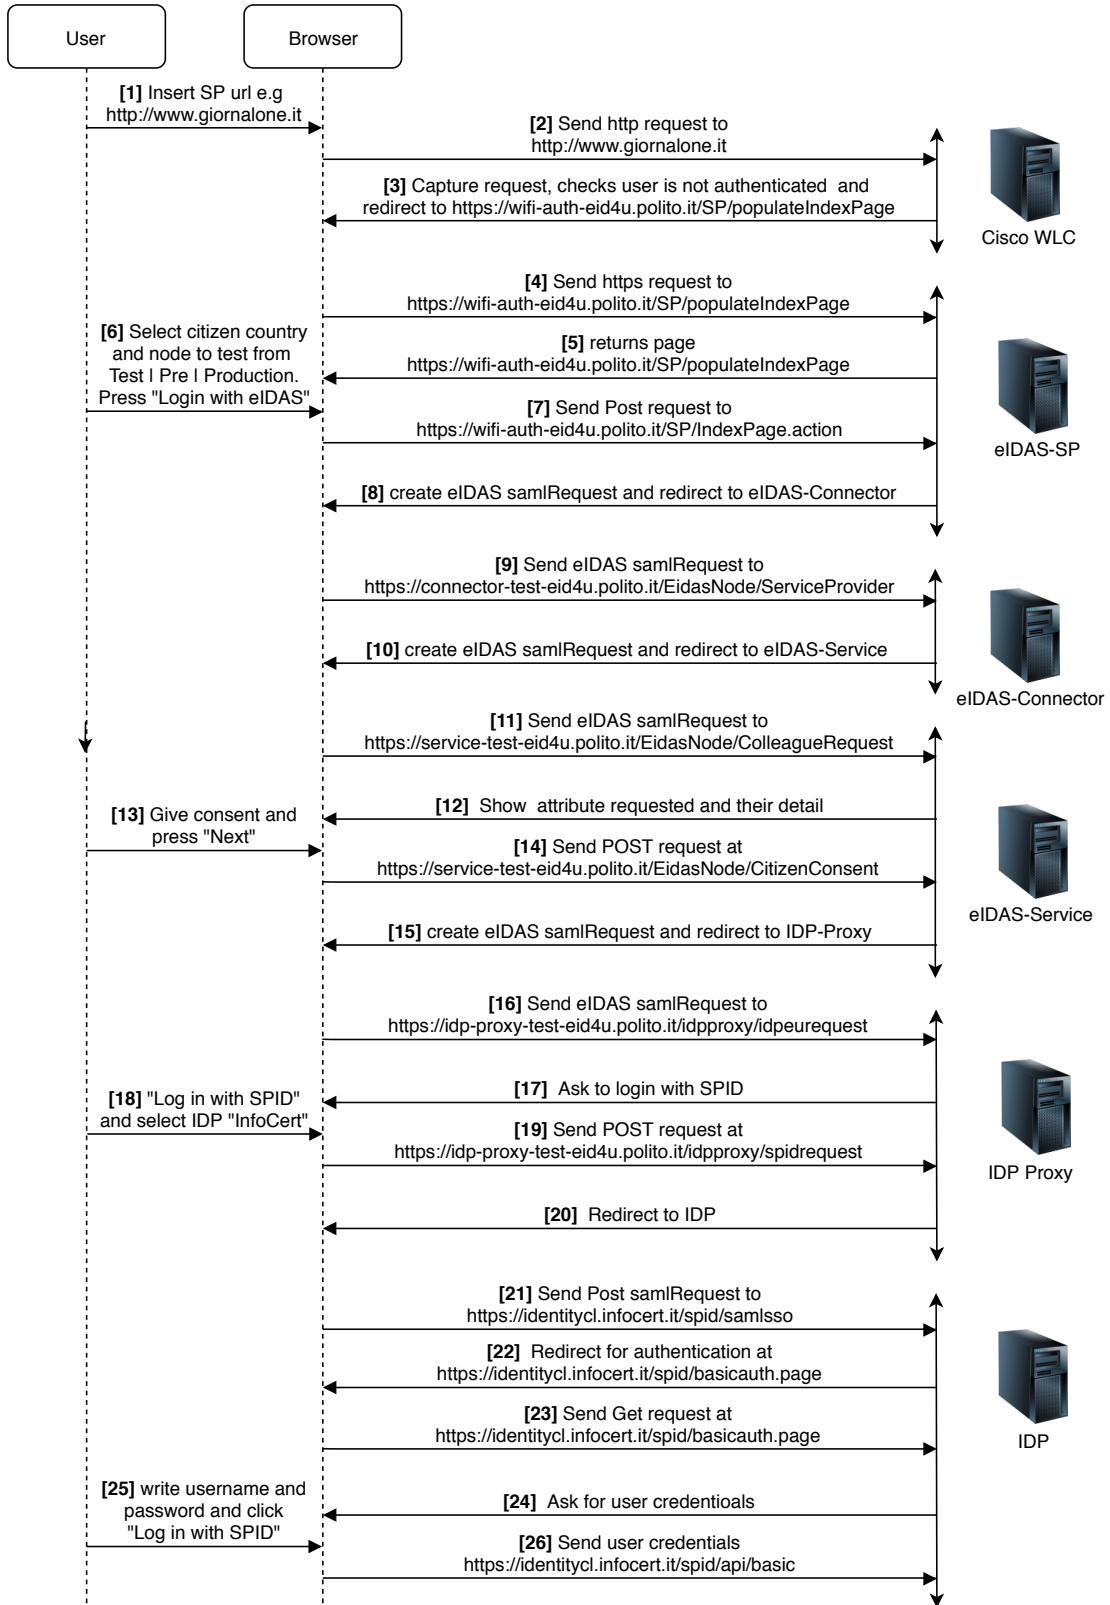 User
Browser
[1] Insert SP url e.g
http://www.giornalone.it
[2] Send http request to
http://www.giornalone.it
[3] Capture request, checks user is not authenticated  and
redirect to https://wifi-auth-eid4u.polito.it/SP/populateIndexPage
Cisco WLC
[4] Send https request to
https://wifi-auth-eid4u.polito.it/SP/populateIndexPage
[6] Select citizen country
and node to test from
Test | Pre | Production.
Press "Login with eIDAS"
[5] returns page
https://wifi-auth-eid4u.polito.it/SP/populateIndexPage
[7] Send Post request to
https://wifi-auth-eid4u.polito.it/SP/IndexPage.action
eIDAS-SP
[8] create eIDAS samlRequest and redirect to eIDAS-Connector
[9] Send eIDAS samlRequest to
https://connector-test-eid4u.polito.it/EidasNode/ServiceProvider
[10] create eIDAS samlRequest and redirect to eIDAS-Service
eIDAS-Connector
[11] Send eIDAS samlRequest to
https://service-test-eid4u.polito.it/EidasNode/ColleagueRequest
[12]  Show  attribute requested and their detail
[13] Give consent and
press "Next"
[14] Send POST request at
https://service-test-eid4u.polito.it/EidasNode/CitizenConsent
eIDAS-Service
[15] create eIDAS samlRequest and redirect to IDP-Proxy
[16] Send eIDAS samlRequest to
https://idp-proxy-test-eid4u.polito.it/idpproxy/idpeurequest
[17]  Ask to login with SPID
[18] "Log in with SPID"
and select IDP "InfoCert"
[19] Send POST request at
https://idp-proxy-test-eid4u.polito.it/idpproxy/spidrequest
IDP Proxy
[20]  Redirect to IDP
[21] Send Post samlRequest to
https://identitycl.infocert.it/spid/samlsso
[22]  Redirect for authentication at
https://identitycl.infocert.it/spid/basicauth.page
[23] Send Get request at
https://identitycl.infocert.it/spid/basicauth.page
IDP
[25] write username and
password and click
"Log in with SPID"
[24]  Ask for user credentioals
[26] Send user credentials
https://identitycl.infocert.it/spid/api/basic